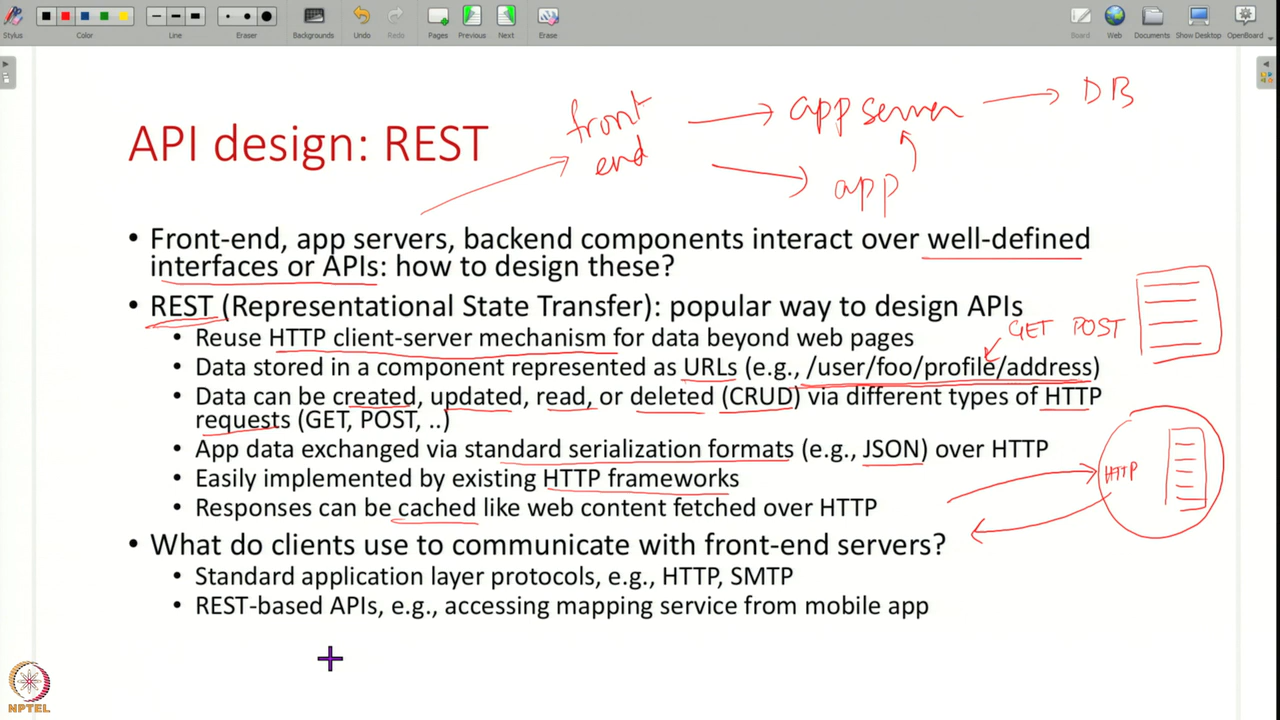 Stylus
Color
Line
Eraser
Backgrounds
Undo
Redo
Pages
Previous
Next
Erase
Board
Web
Documents
Show Desktop
OpenBoard
API design: REST
front
end
app server
DB
app
• Front-end, app servers, backend components interact over well-defined
interfaces or APIs: how to design these?
• REST (Representational State Transfer): popular way to design APIs
• Reuse HTTP client-server mechanism for data beyond web pages
GET POST
• Data stored in a component represented as URLs (e.g., /user/foo/profile/address)
• Data can be created, updated, read, or deleted (CRUD) via different types of HTTP
requests (GET, POST, ..)
• App data exchanged via standard serialization formats (e.g., JSON) over HTTP
• Easily implemented by existing HTTP frameworks
HTTP
• Responses can be cached like web content fetched over HTTP
• What do clients use to communicate with front-end servers?
• Standard application layer protocols, e.g., HTTP, SMTP
• REST-based APIs, e.g., accessing mapping service from mobile app
NPTEL